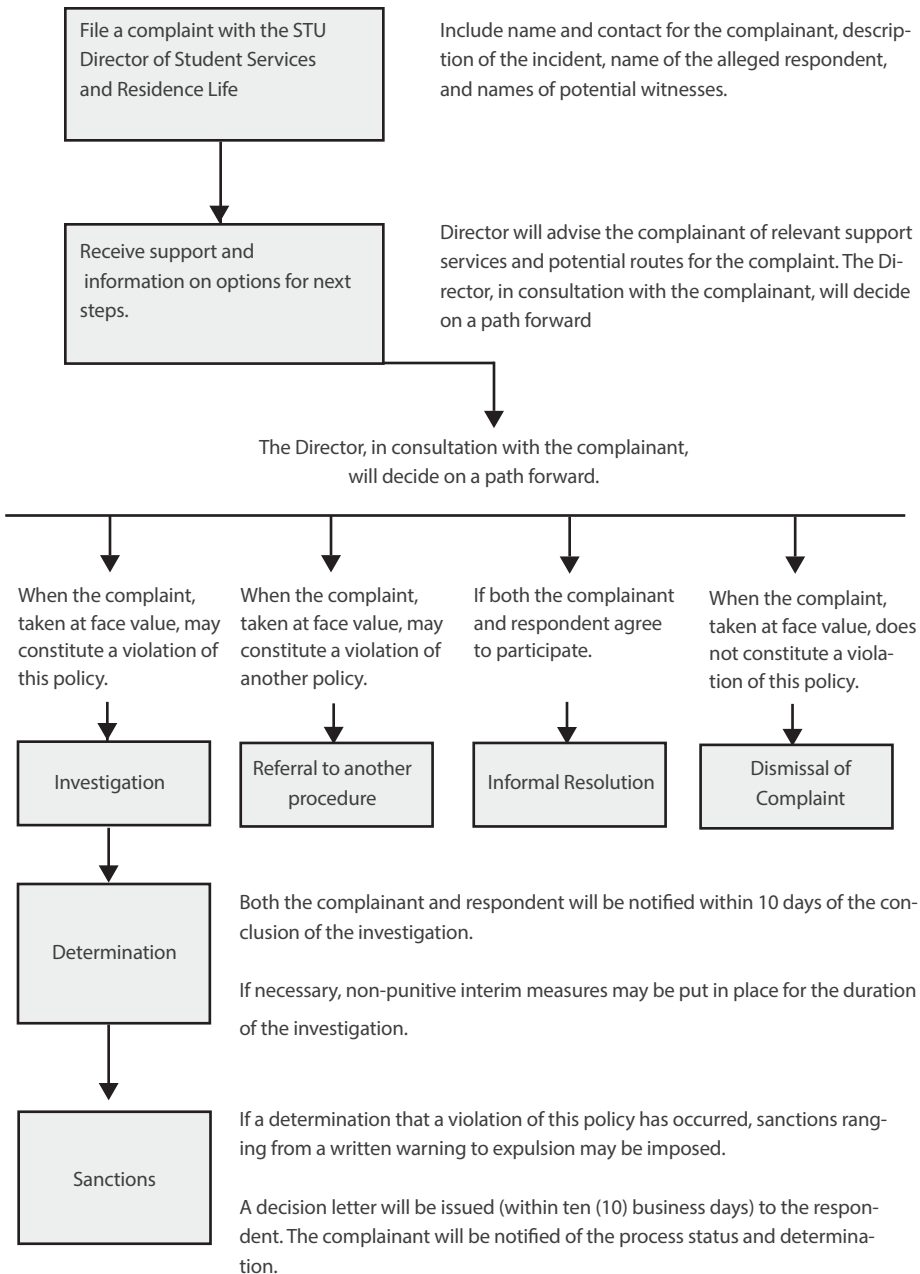 File a complaint with the STU
Director of Student Services
and Residence Life
Include name and contact for the complainant, descrip-
tion of the incident, name of the alleged respondent,
and names of potential witnesses.
Receive support and
information on options for next
steps.
Director will advise the complainant of relevant support
services and potential routes for the complaint. The Di-
rector, in consultation with the complainant, will decide
on a path forward
The Director, in consultation with the complainant,
will decide on a path forward.
When the complaint,
taken at face value, may
constitute a violation of
this policy.
When the complaint,
taken at face value, may
constitute a violation of
another policy.
If both the complainant
and respondent agree
to participate.
When the complaint,
taken at face value, does
not constitute a viola-
tion of this policy.
Investigation
Referral to another
procedure
Informal Resolution
Dismissal of
Complaint
Determination
Both the complainant and respondent will be notified within 10 days of the con-
clusion of the investigation.
If necessary, non-punitive interim measures may be put in place for the duration
of the investigation.
Sanctions
If a determination that a violation of this policy has occurred, sanctions rang-
ing from a written warning to expulsion may be imposed.
A decision letter will be issued (within ten (10) business days) to the respon-
dent. The complainant will be notified of the process status and determina-
tion.